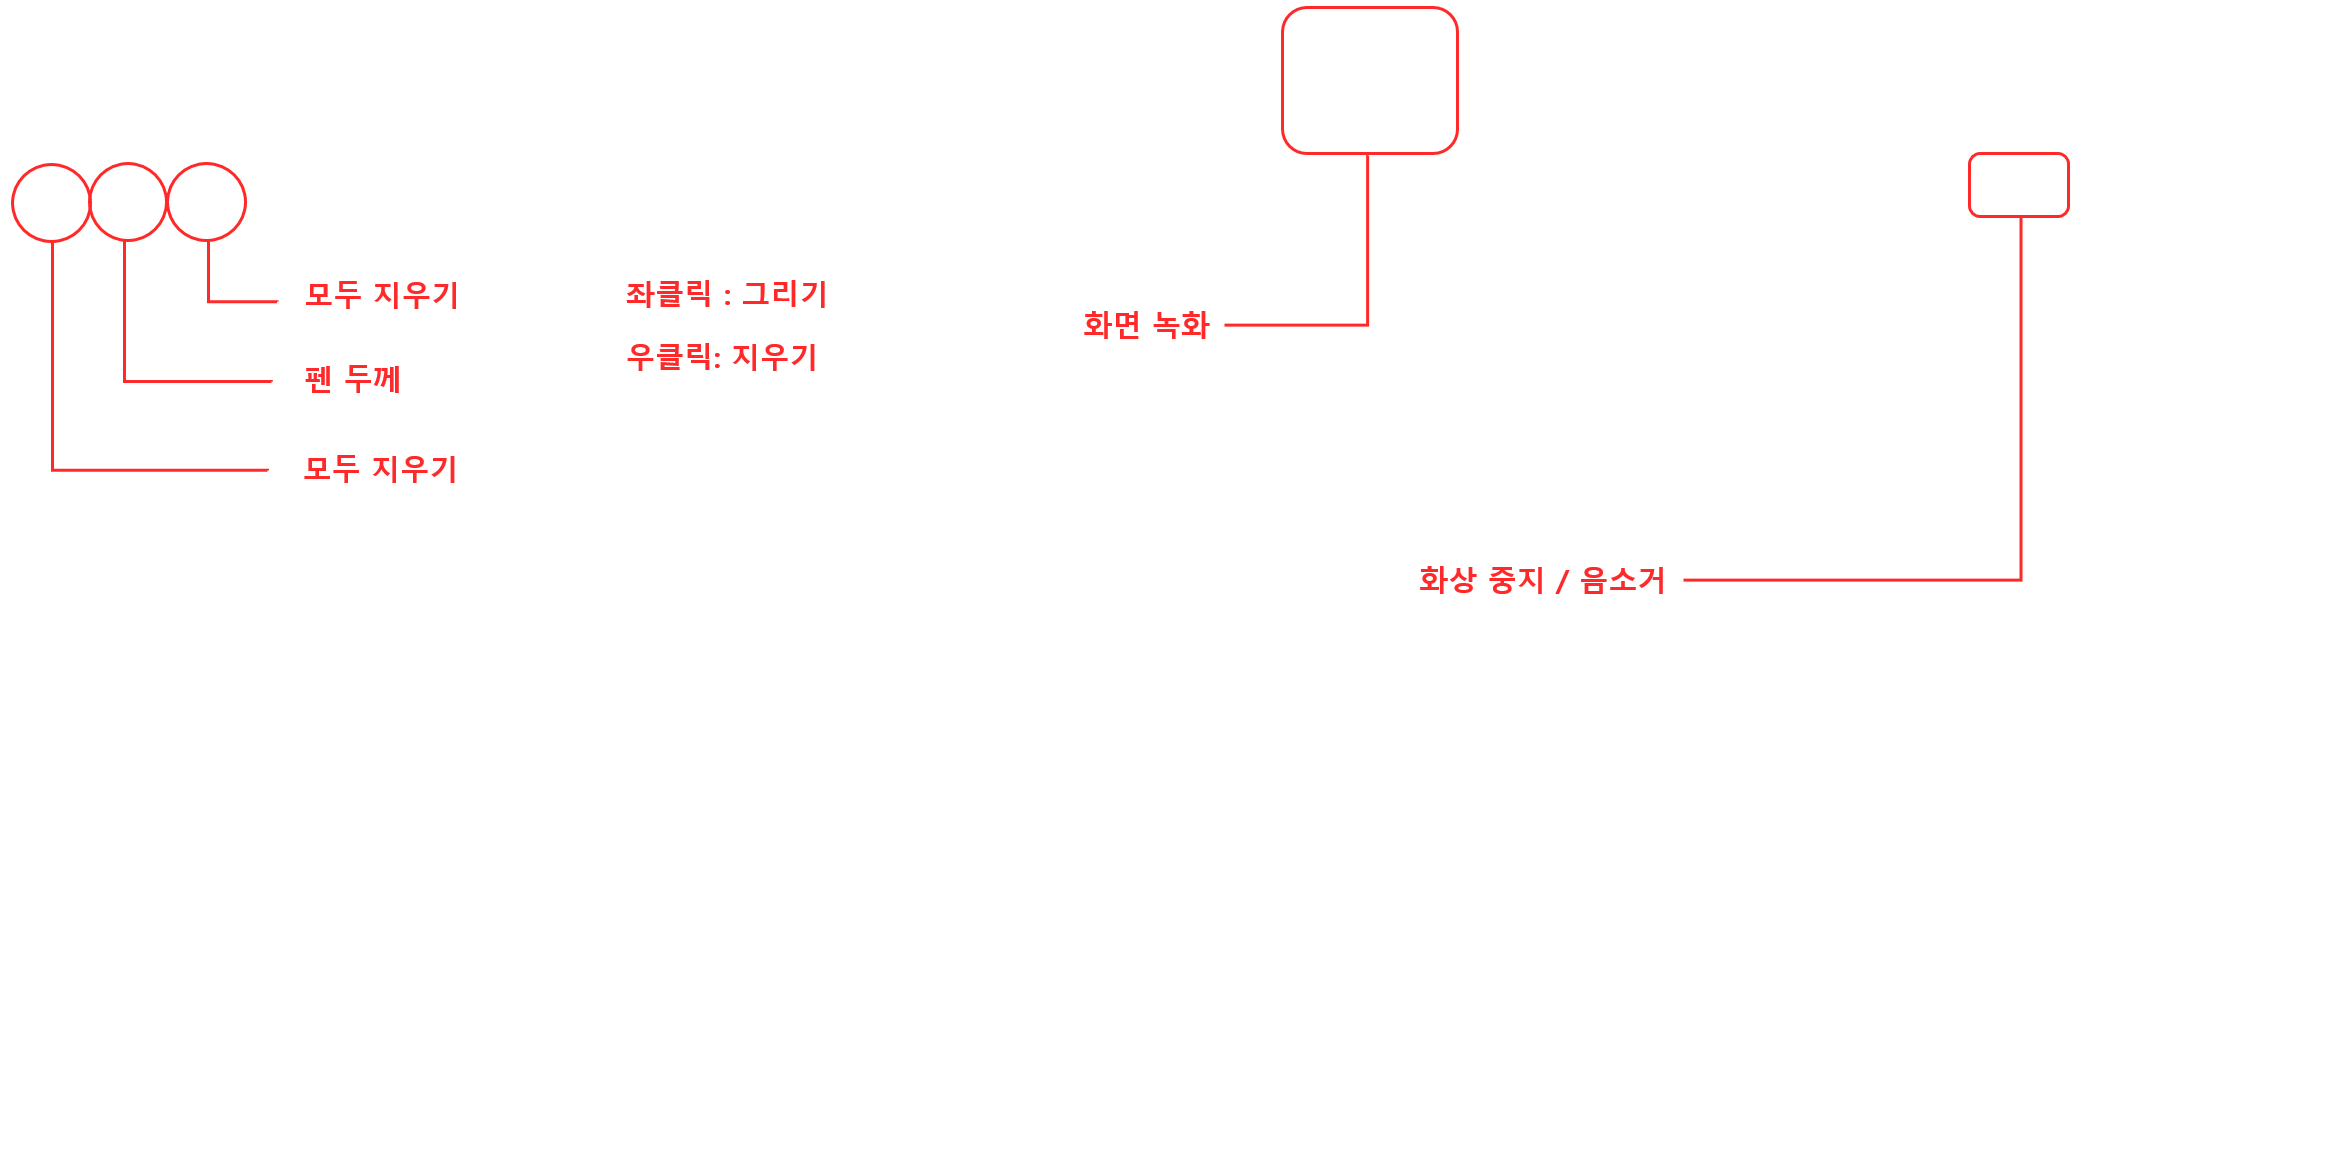 모두 지우기
펜 두께
모두 지우기
좌클릭 : 그리기
우클릭: 지우기
화면 녹화
화상 중지 / 음소거